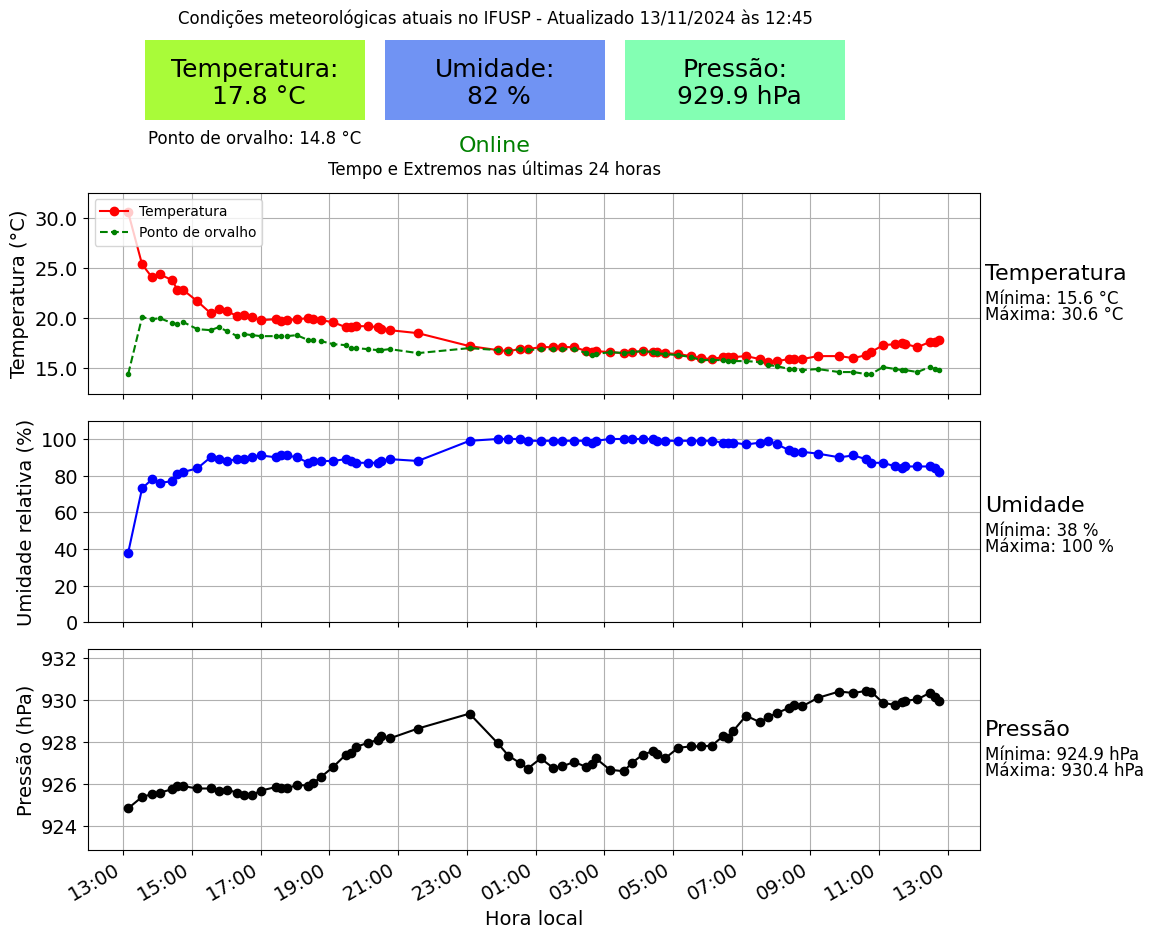 Condições meteorológicas atuais no IFUSP - Atualizado 13/11/2024 às 12:45
Temperatura:
17.8 °C
Umidade:
82 %
Pressão:
929.9 hPa
Ponto de orvalho: 14.8 °C
Online
Tempo e Extremos nas últimas 24 horas
Temperatura (°C)
30.0
25.0
20.0
15.0
Temperatura
Ponto de orvalho
Temperatura
Mínima: 15.6 °C
Máxima: 30.6 °C
Umidade relativa (%)
100
80
60
40
20
0
Umidade
Mínima: 38 %
Máxima: 100 %
Pressão (hPa)
932
930
928
926
924
Pressão
Mínima: 924.9 hPa
Máxima: 930.4 hPa
13:00 15:00 17:00 19:00 21:00 23:00 01:00 03:00 05:00 07:00 09:00 11:00 13:00
Hora local